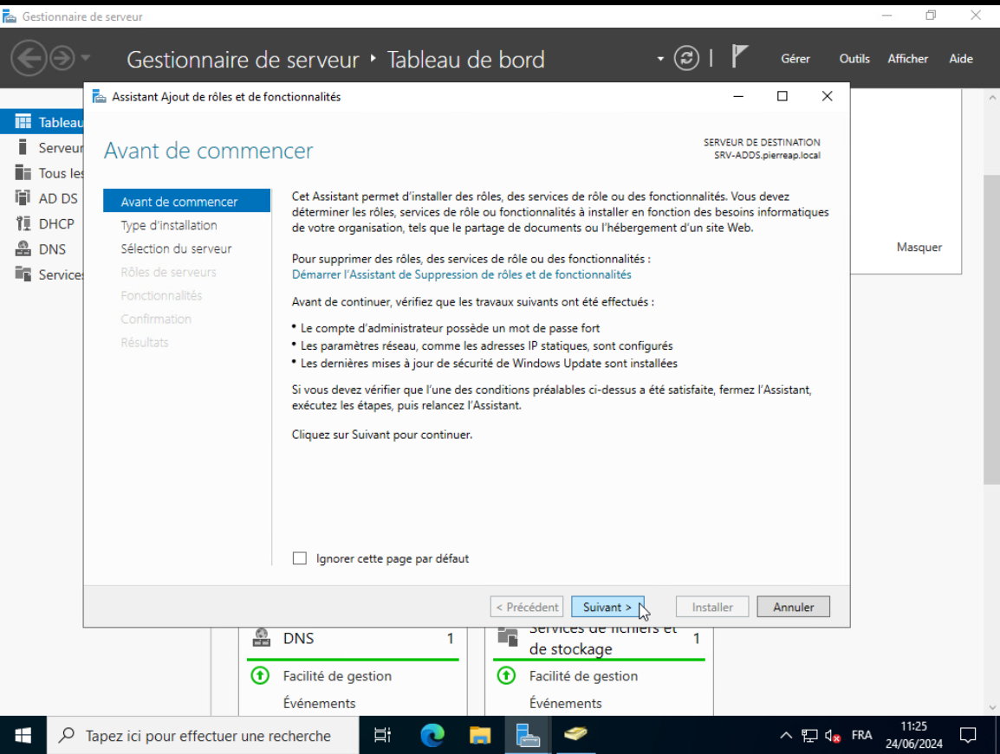 Gestionnaire de serveur
Gestionnaire de serveur ‣ Tableau de bord
Gérer Outils Afficher Aide
Assistant Ajout de rôles et de fonctionnalités
Avant de commencer
SERVEUR DE DESTINATION
SRV-ADDS.pierreap.local
Tableau
Serveur
Tous les
AD DS
DHCP
DNS
Services
Avant de commencer
Type d'installation
Sélection du serveur
Rôles de serveurs
Fonctionnalités
Confirmation
Résultats
Cet Assistant permet d'installer des rôles, des services de rôle ou des fonctionnalités. Vous devez
déterminer les rôles, services de rôle ou fonctionnalités à installer en fonction des besoins informatiques
de votre organisation, tels que le partage de documents ou l'hébergement d'un site Web.
Pour supprimer des rôles, des services de rôle ou des fonctionnalités :
Démarrer l'Assistant de Suppression de rôles et de fonctionnalités
Avant de continuer, vérifiez que les travaux suivants ont été effectués :
• Le compte d'administrateur possède un mot de passe fort
• Les paramètres réseau, comme les adresses IP statiques, sont configurés
• Les dernières mises à jour de sécurité de Windows Update sont installées
Si vous devez vérifier que l'une des conditions préalables ci-dessus a été satisfaite, fermez l'Assistant,
exécutez les étapes, puis relancez l'Assistant.
Cliquez sur Suivant pour continuer.
Ignorer cette page par défaut
Masquer
< Précédent Suivant > Installer Annuler
DNS 1
Facilité de gestion
Événements
Services de fichiers et
de stockage 1
Facilité de gestion
Événements
Tapez ici pour effectuer une recherche
FRA
11:25
24/06/2024